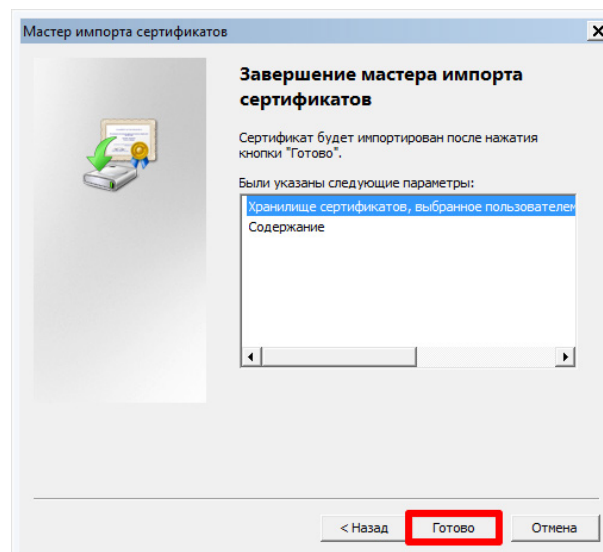 Мастер импорта сертификатов
Завершение мастера импорта
сертификатов
Сертификат будет импортирован после нажатия
кнопки "Готово".
Были указаны следующие параметры:
Хранилище сертификатов, выбранное пользователем
Содержание
< Назад Готово Отмена